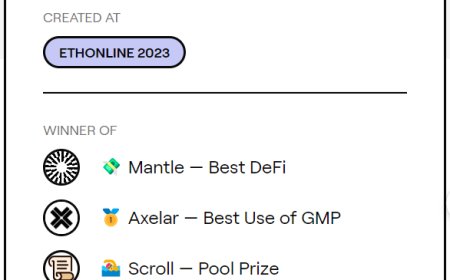 CREATED AT
ETHONLINE 2023
WINNER OF
💸 Mantle — Best DeFi
🥇 Axelar — Best Use of GMP
🏊 Scroll — Pool Prize